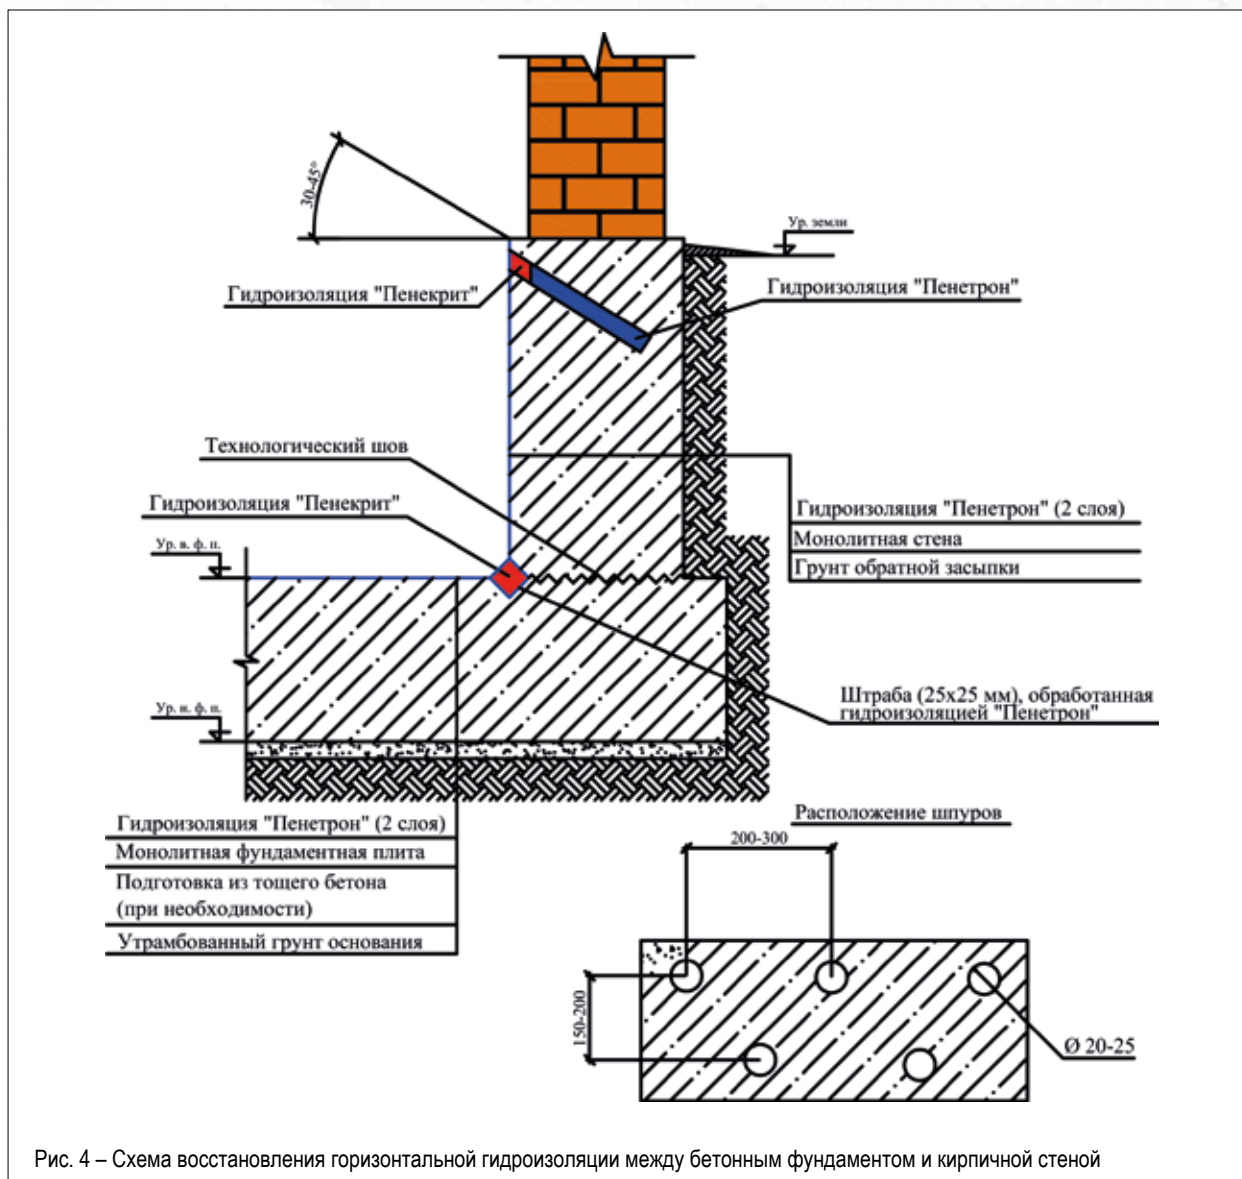 30-45°
Ур. земли
Гидроизоляция "Пенекрит"
Гидроизоляция "Пенетрон"
Технологический шов
Гидроизоляция "Пенекрит"
Ур. в. ф. п.
Гидроизоляция "Пенетрон" (2 слоя)
Монолитная стена
Грунт обратной засыпки
Штраба (25х25 мм), обработанная
гидроизоляцией "Пенетрон"
Ур. н. ф. п.
Гидроизоляция "Пенетрон" (2 слоя)
Монолитная фундаментная плита
Подготовка из тощего бетона
(при необходимости)
Утрамбованный грунт основания
Расположение шпуров
200-300
150-200
Ø 20-25
Рис. 4 – Схема восстановления горизонтальной гидроизоляции между бетонным фундаментом и кирпичной стеной